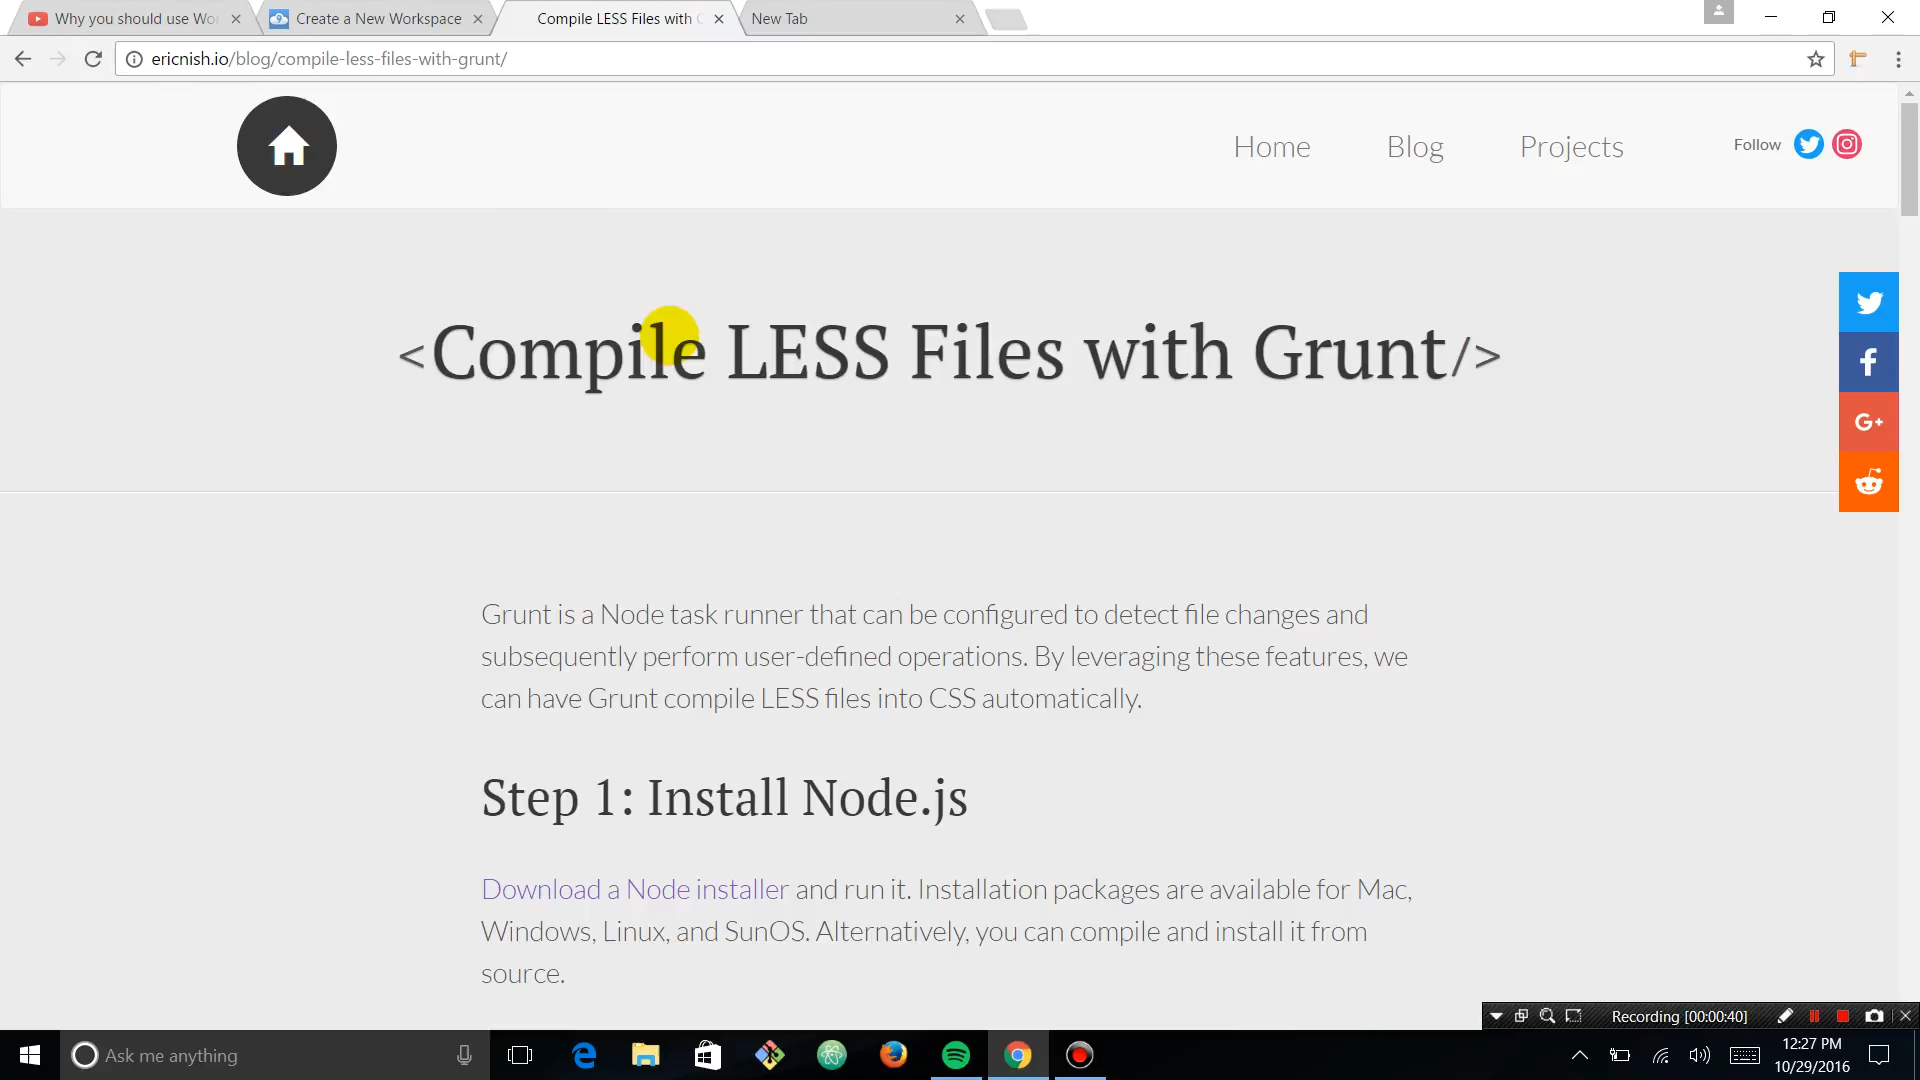 Why you should use Wo
Create a New Workspace
Compile LESS Files with
New Tab
ericnish.io/blog/compile-less-files-with-grunt/
Home
Blog
Projects
Follow
<Compile LESS Files with Grunt/>
Grunt is a Node task runner that can be configured to detect file changes and
subsequently perform user-defined operations. By leveraging these features, we
can have Grunt compile LESS files into CSS automatically.
Step 1: Install Node.js
Download a Node installer and run it. Installation packages are available for Mac,
Windows, Linux, and SunOS. Alternatively, you can compile and install it from
source.
Recording [00:00:40]
Ask me anything
12:27 PM
10/29/2016